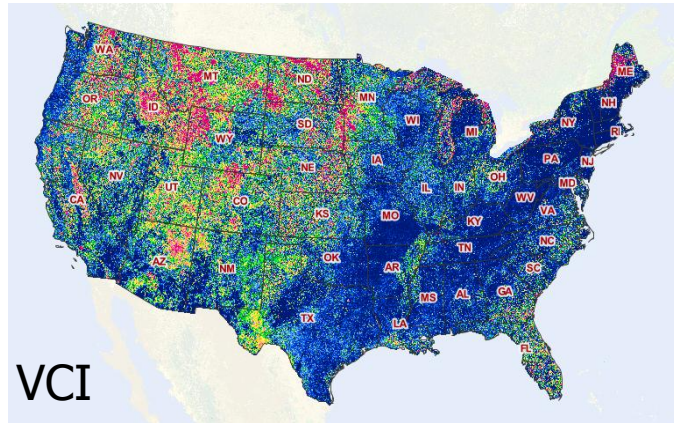 WA
MT
ND
ME
OR
ID
MN
NH
WY
SD
WI
MI
NY
RI
IA
PA
NJ
NV
UT
NE
IL
IN
OH
MD
CA
CO
KS
MO
WV
VA
KY
AZ
NM
OK
AR
TN
NC
SC
MS
AL
GA
TX
LA
FL
VCI